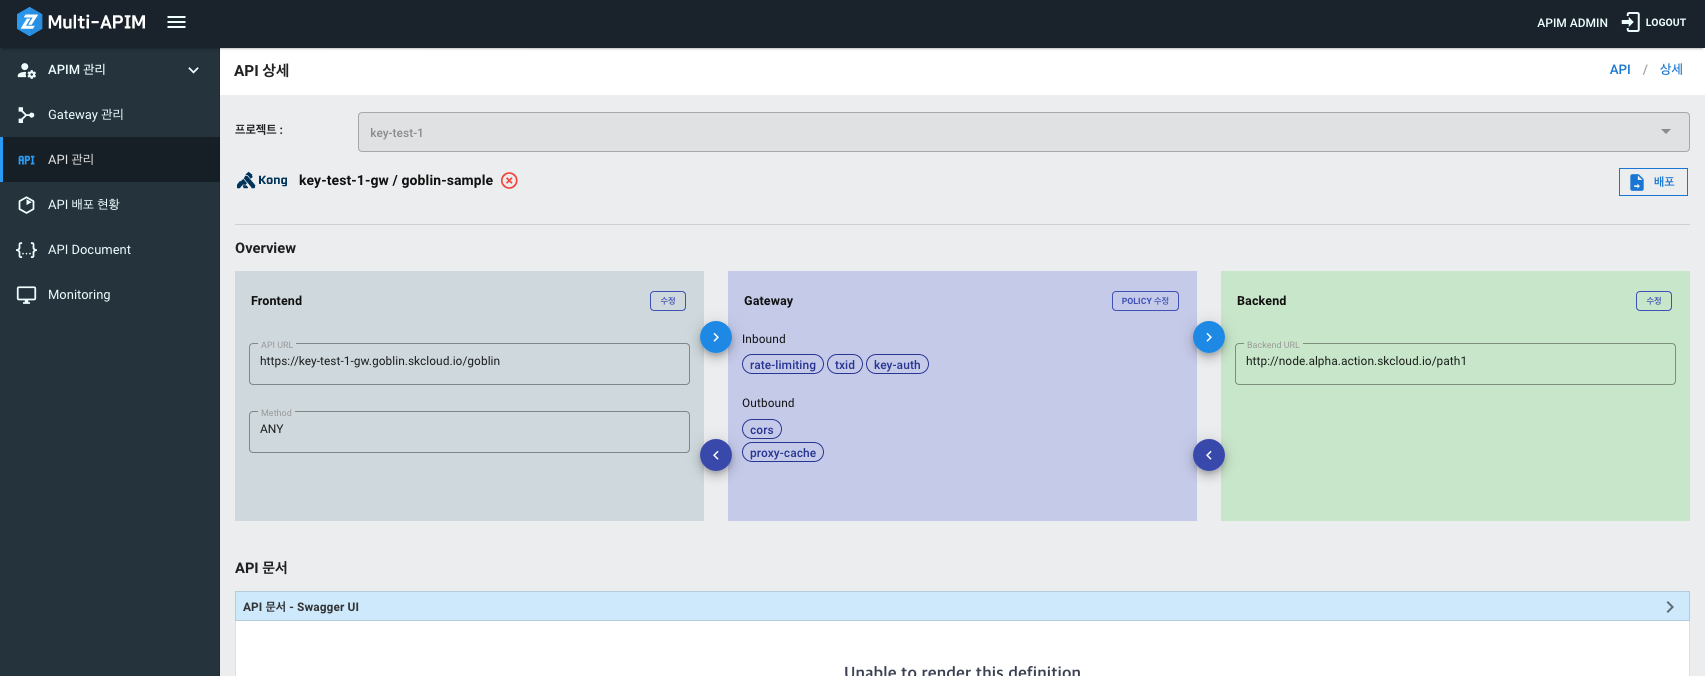 Multi-APIM
APIM ADMIN
LOGOUT
APIM 관리
Gateway 관리
API 관리
API 배포 현황
API Document
Monitoring
API 상세
API / 상세
프로젝트 :
key-test-1
Kong key-test-1-gw / goblin-sample
배포
Overview
Frontend
수정
API URL
https://key-test-1-gw.goblin.skcloud.io/goblin
Method
ANY
Gateway
POLICY 수정
Inbound
rate-limiting txid key-auth
Outbound
cors
proxy-cache
Backend
수정
Backend URL
http://node.alpha.action.skcloud.io/path1
API 문서
API 문서 - Swagger UI
Unable to render this definition